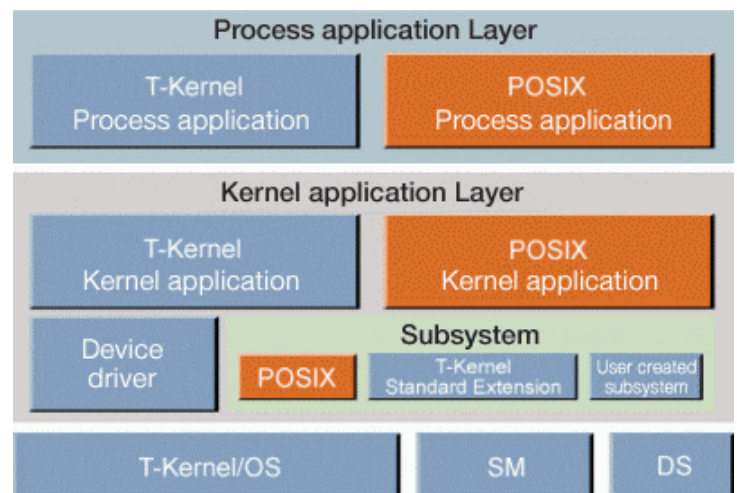 Process application Layer
T-Kernel
Process application
POSIX
Process application
Kernel application Layer
T-Kernel
Kernel application
POSIX
Kernel application
Device
driver
Subsystem
POSIX
T-Kernel
Standard Extension
User created
subsystem
T-Kernel/OS
SM
DS